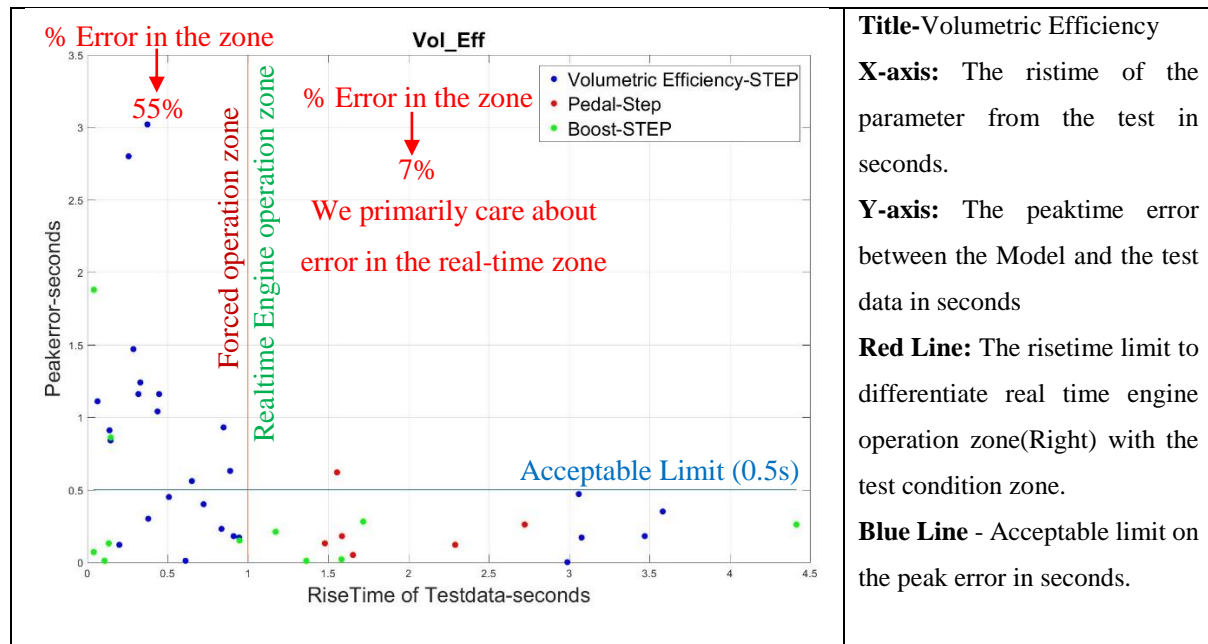 % Error in the zone
55%
Vol_Eff
Volumetric Efficiency-STEP
Pedal-Step
Boost-STEP
% Error in the zone
7%
We primarily care about
error in the real-time zone
Forced operation zone
Realtime Engine operation zone
Acceptable Limit (0.5s)
Peakerror-seconds
3.5
3
2.5
2
1.5
1
0.5
0
0
0.5
1
1.5
2
2.5
3
3.5
4
4.5
RiseTime of Testdata-seconds
Title-Volumetric Efficiency
X-axis: The ristime of the
parameter from the test in
seconds.
Y-axis: The peaktime error
between the Model and the test
data in seconds
Red Line: The risetime limit to
differentiate real time engine
operation zone(Right) with the
test condition zone.
Blue Line - Acceptable limit on
the peak error in seconds.